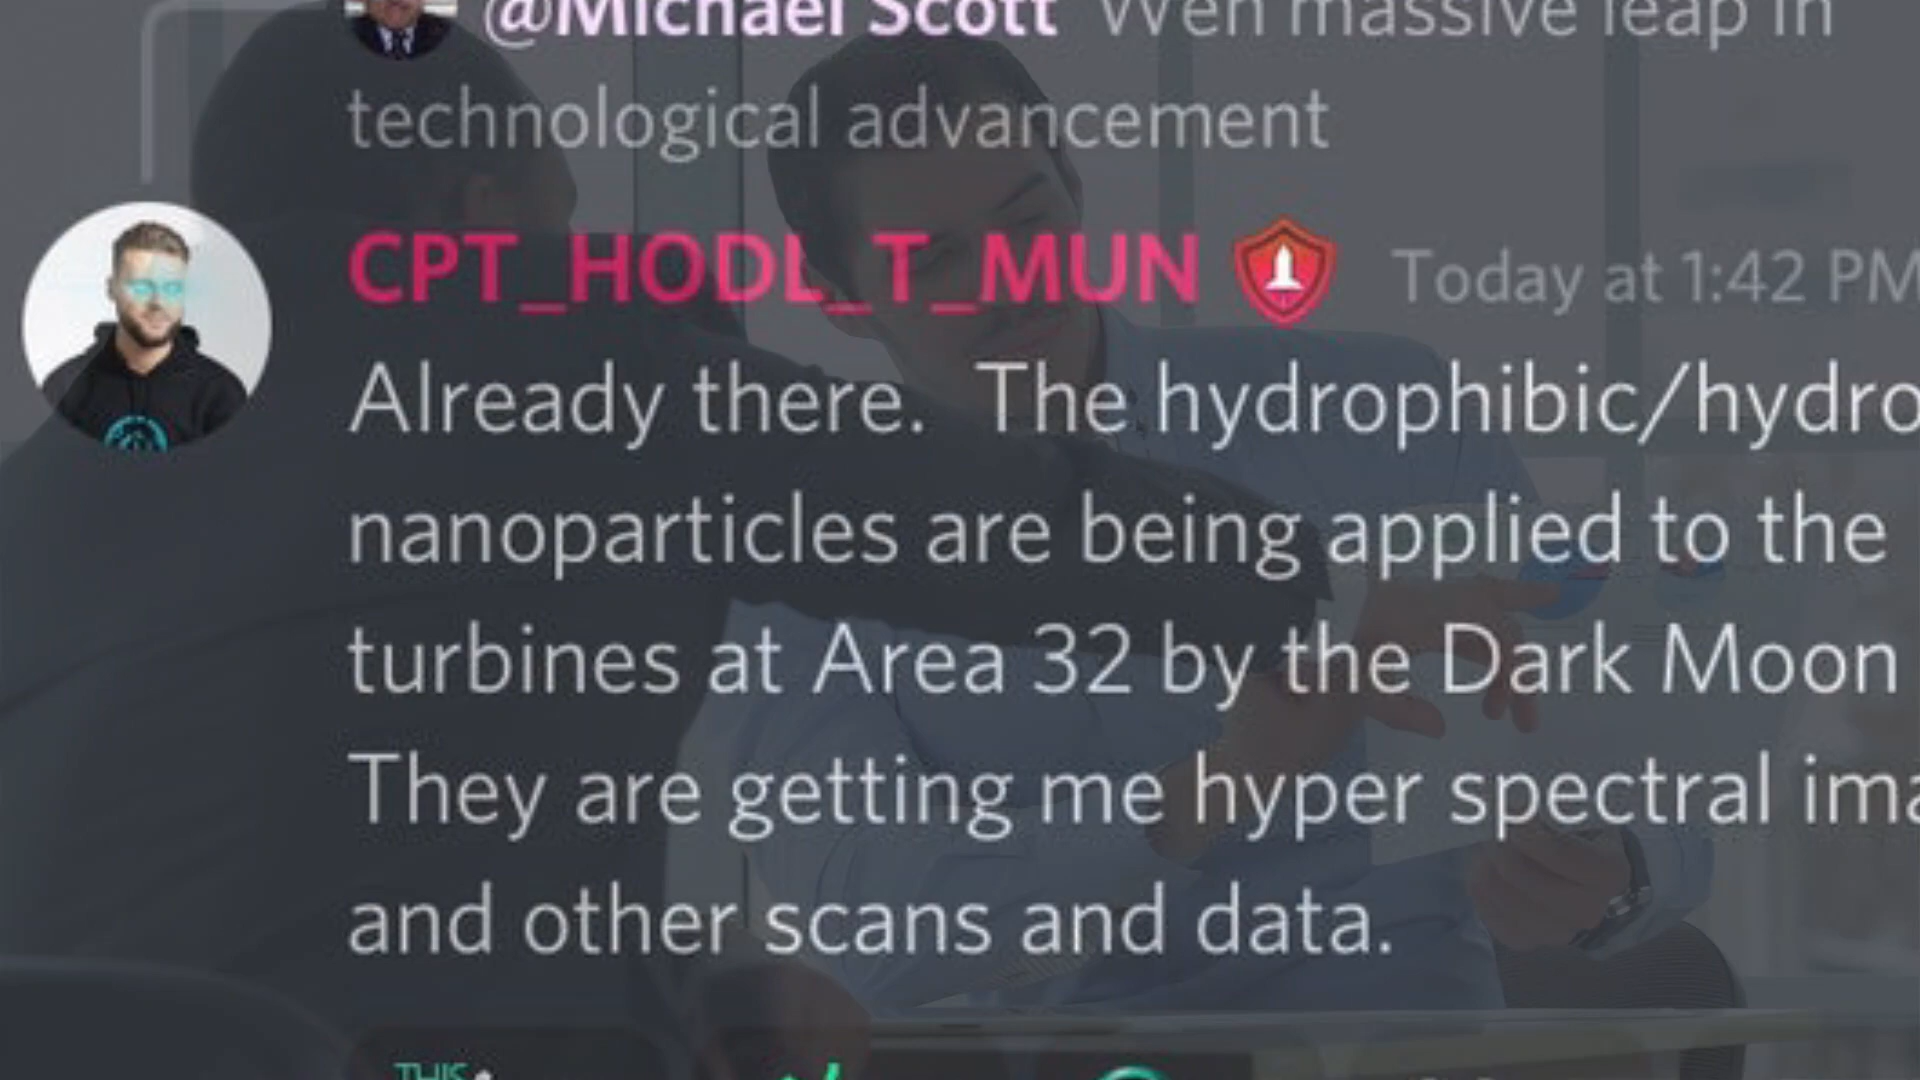 @Michael Scott Wen massive leap in
technological advancement
CPT_HODL_T_MUN Today at 1:42 PM
Already there. The hydrophibic/hydro
nanoparticles are being applied to the
turbines at Area 32 by the Dark Moon
They are getting me hyper spectral ima
and other scans and data.
THIS